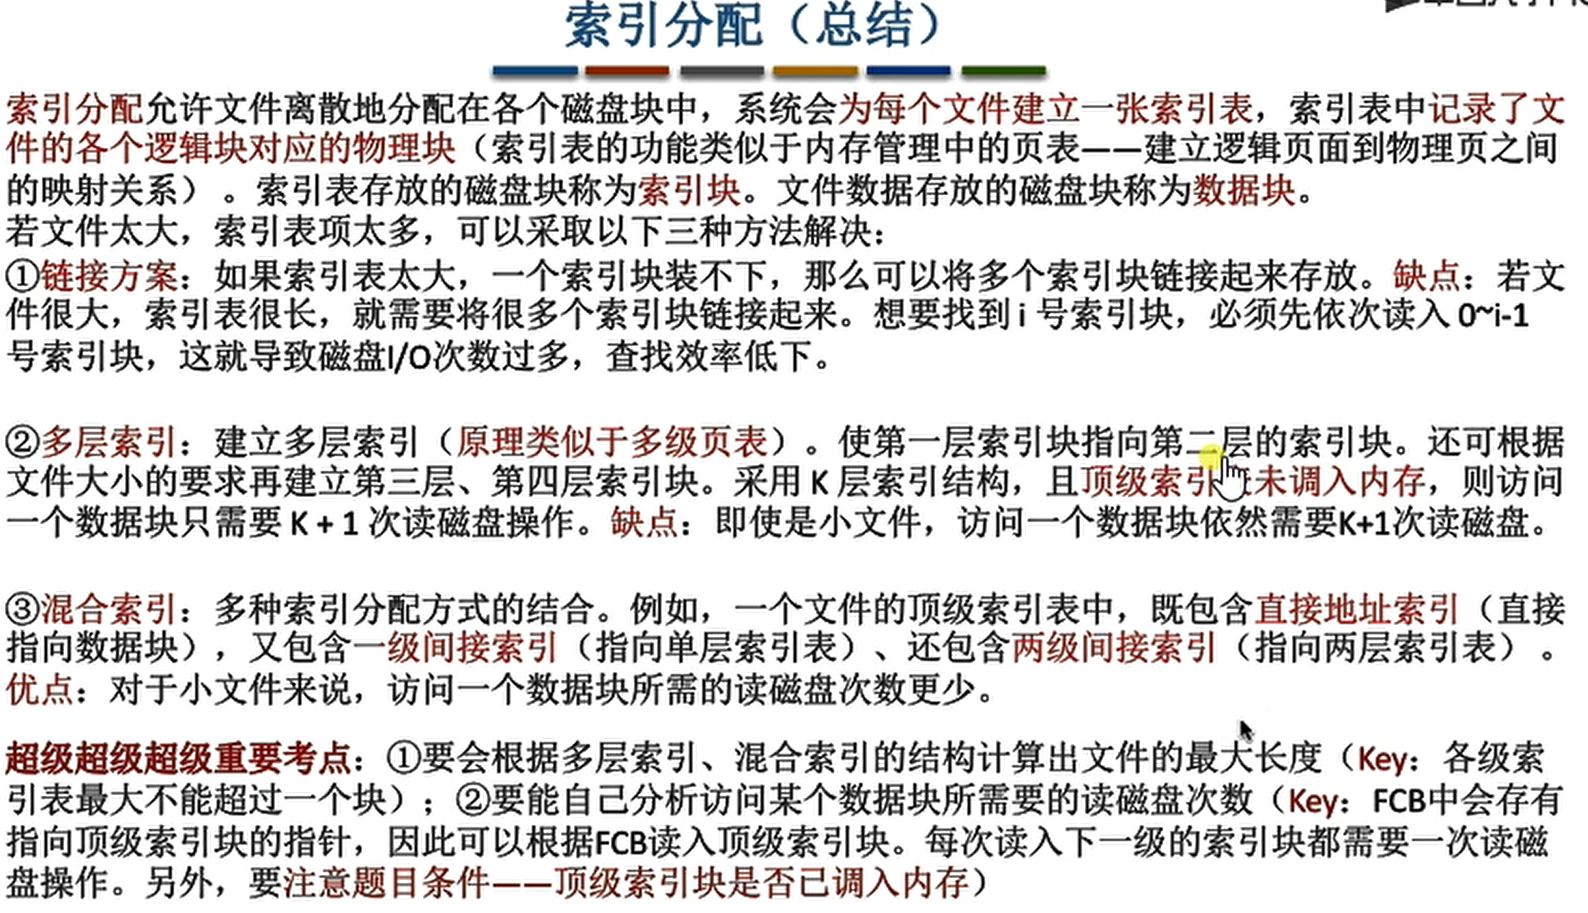 索引分配（总结）
索引分配允许文件离散地分配在各个磁盘块中，系统会为每个文件建立一张索引表，索引表中记录了文
件的各个逻辑块对应的物理块（索引表的功能类似于内存管理中的页表——建立逻辑页面到物理页之间
的映射关系）。索引表存放的磁盘块称为索引块。文件数据存放的磁盘块称为数据块。
若文件太大，索引表项太多，可以采取以下三种方法解决：
①链接方案：如果索引表太大，一个索引块装不下，那么可以将多个索引块链接起来存放。缺点：若文
件很大，索引表很长，就需要将很多个索引块链接起来。想要找到 i 号索引块，必须先依次读入 0~i-1
号索引块，这就导致磁盘I/O次数过多，查找效率低下。
②多层索引：建立多层索引（原理类似于多级页表）。使第一层索引块指向第二层的索引块。还可根据
文件大小的要求再建立第三层、第四层索引块。采用 K 层索引结构，且顶级索引未调入内存，则访问
一个数据块只需要 K + 1 次读磁盘操作。缺点：即使是小文件，访问一个数据块依然需要K+1次读磁盘。
③混合索引：多种索引分配方式的结合。例如，一个文件的顶级索引表中，既包含直接地址索引（直接
指向数据块），又包含一级间接索引（指向单层索引表）、还包含两级间接索引（指向两层索引表）。
优点：对于小文件来说，访问一个数据块所需的读磁盘次数更少。
超级超级超级重要考点：①要会根据多层索引、混合索引的结构计算出文件的最大长度（Key：各级索
引表最大不能超过一个块）；②要能自己分析访问某个数据块所需要的读磁盘次数（Key：FCB中会存有
指向顶级索引块的指针，因此可以根据FCB读入顶级索引块。每次读入下一级的索引块都需要一次读磁
盘操作。另外，要注意题目条件——顶级索引块是否已调入内存）